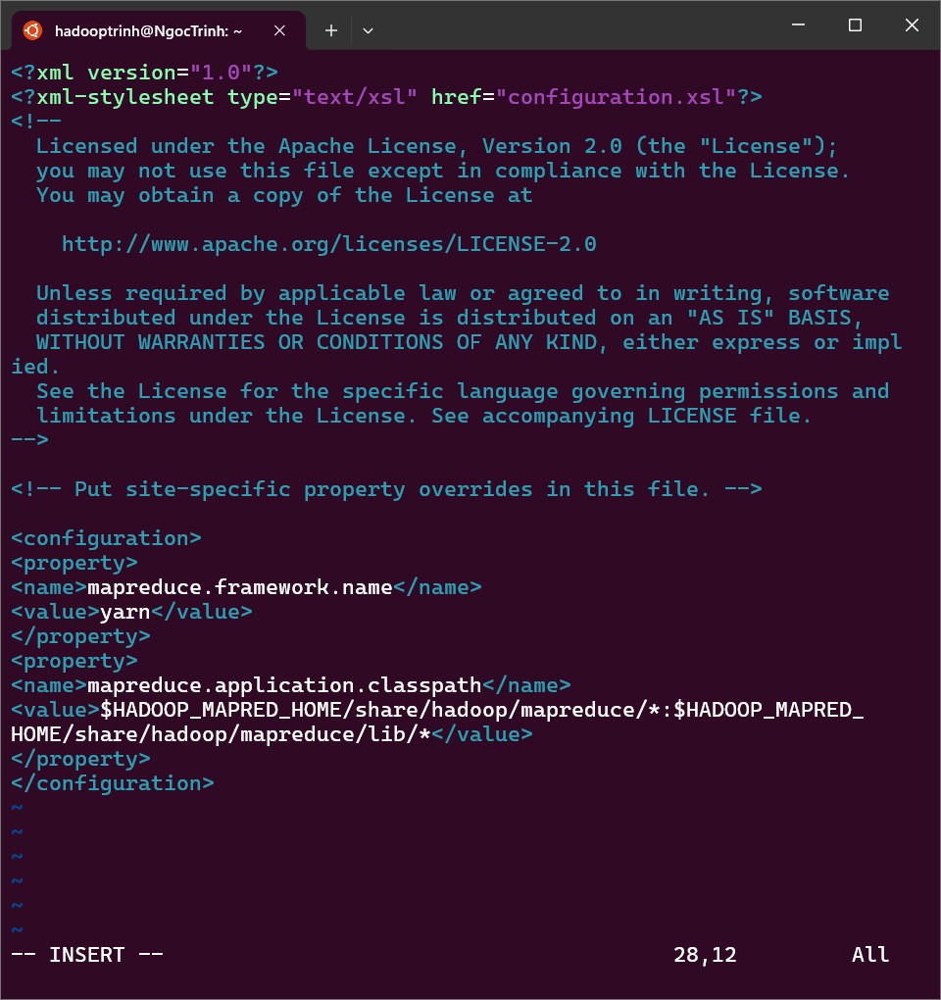 hadooptrinh@NgocTrinh: ~
<?xml version="1.0"?>
<?xml-stylesheet type="text/xsl" href="configuration.xsl"?>
<!--
  Licensed under the Apache License, Version 2.0 (the "License");
  you may not use this file except in compliance with the License.
  You may obtain a copy of the License at

    http://www.apache.org/licenses/LICENSE-2.0

  Unless required by applicable law or agreed to in writing, software
  distributed under the License is distributed on an "AS IS" BASIS,
  WITHOUT WARRANTIES OR CONDITIONS OF ANY KIND, either express or impl
ied.
  See the License for the specific language governing permissions and
  limitations under the License. See accompanying LICENSE file.
-->

<!-- Put site-specific property overrides in this file. -->

<configuration>
<property>
<name>mapreduce.framework.name</name>
<value>yarn</value>
</property>
<property>
<name>mapreduce.application.classpath</name>
<value>$HADOOP_MAPRED_HOME/share/hadoop/mapreduce/*:$HADOOP_MAPRED_
HOME/share/hadoop/mapreduce/lib/*</value>
</property>
</configuration>
~
~
~
~
~
~
-- INSERT -- 28,12 All